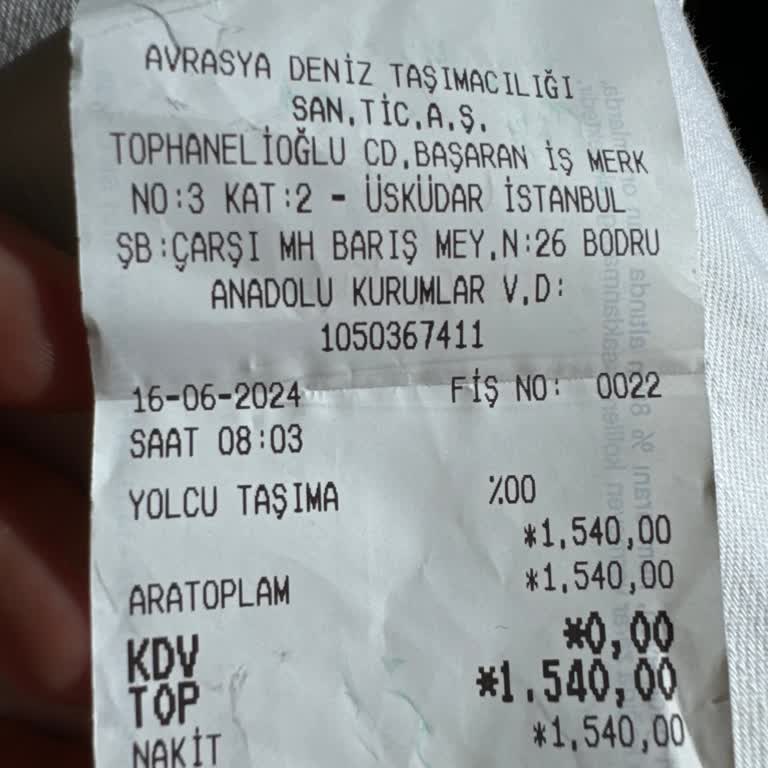 AVRASYA DENİZ TAŞIMACILIĞI
SAN.TİC.A.Ş.
TOPHANELİOĞLU CD.BAŞARAN İŞ MERK
NO:3 KAT:2 - ÜSKÜDAR İSTANBUL
ŞB:ÇARŞI MH BARIŞ MEY.N:26 BODRU
ANADOLU KURUMLAR V.D:
1050367411
16-06-2024 FİŞ NO: 0022
SAAT 08:03
YOLCU TAŞIMA %00
*1.540,00
ARATOPLAM *1.540,00
KDV *0,00
TOP *1.540,00
NAKİT *1.540,00